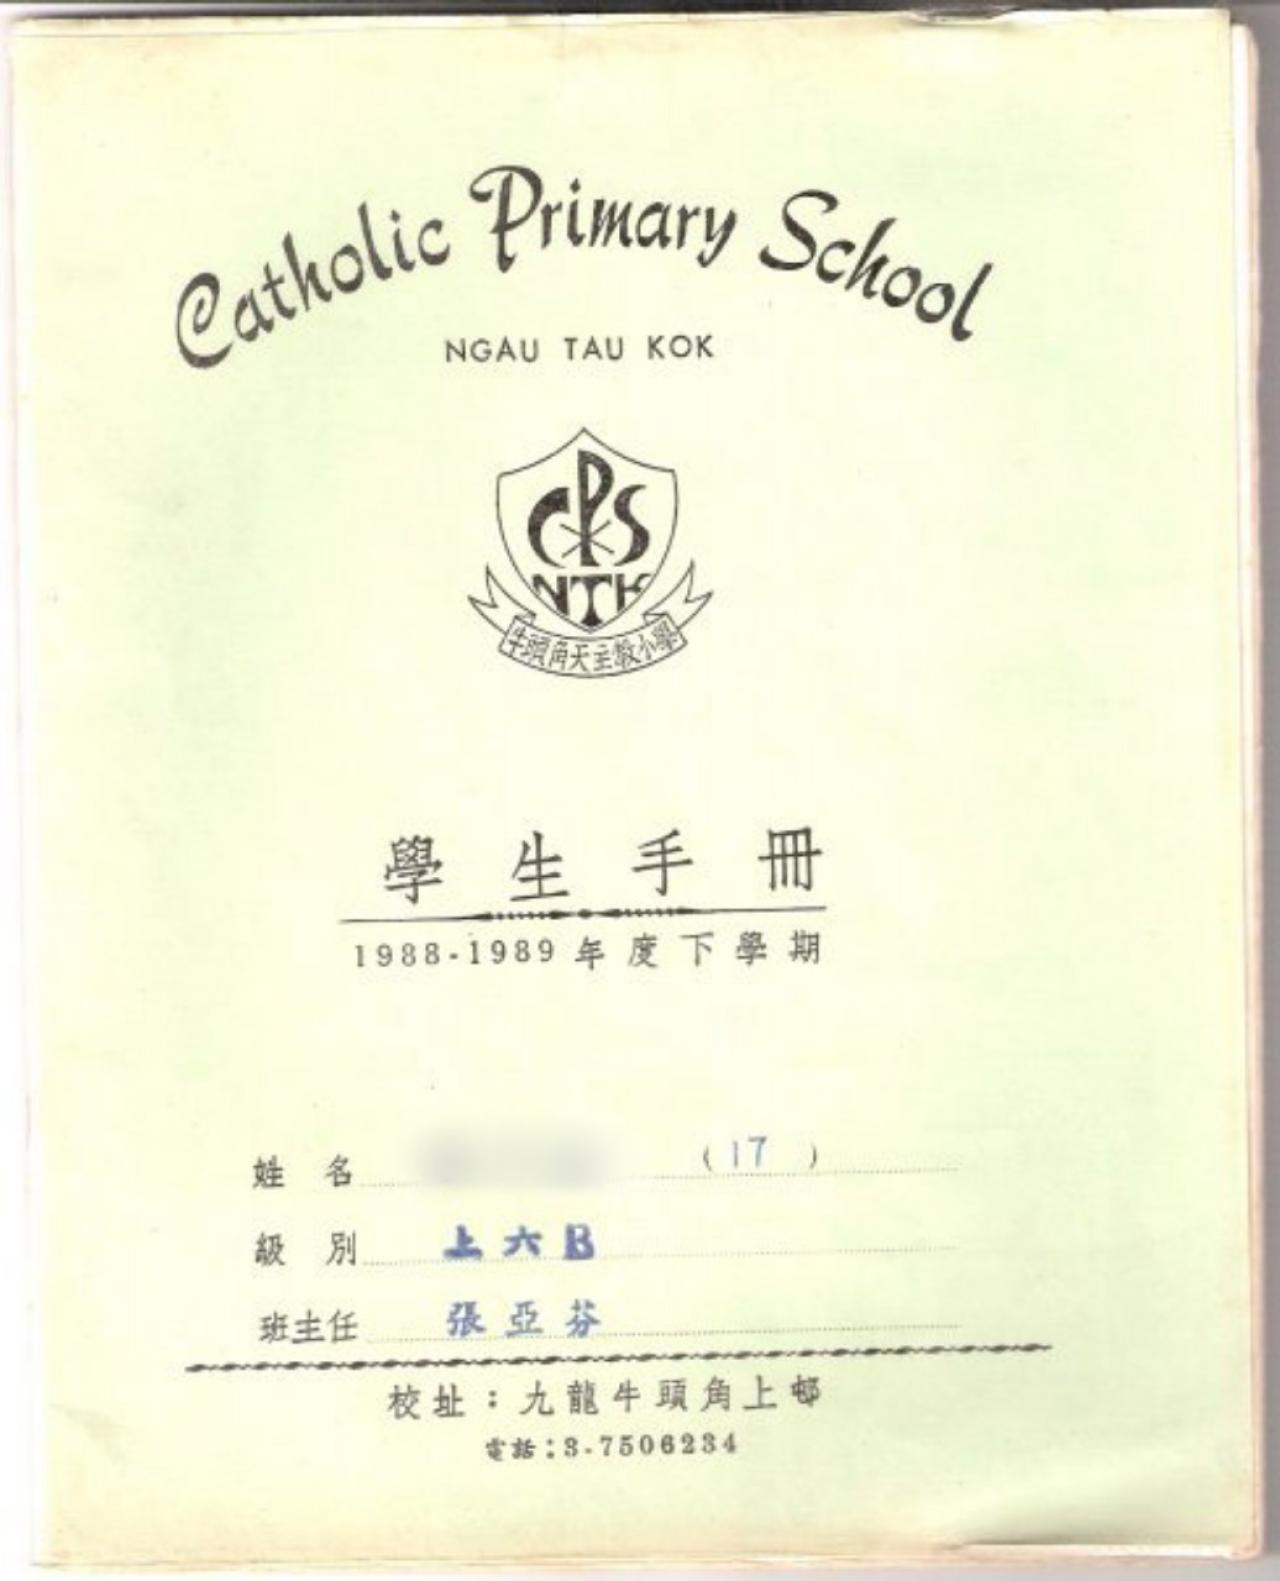 Catholic Primary School
NGAU TAU KOK
CPS
NTK
牛頭角天主教小學
學生手冊
1988-1989年度下學期
姓名 (17)
級別 上六B
班主任 張亞芬
校址：九龍牛頭角上邨
電話：3-7506234